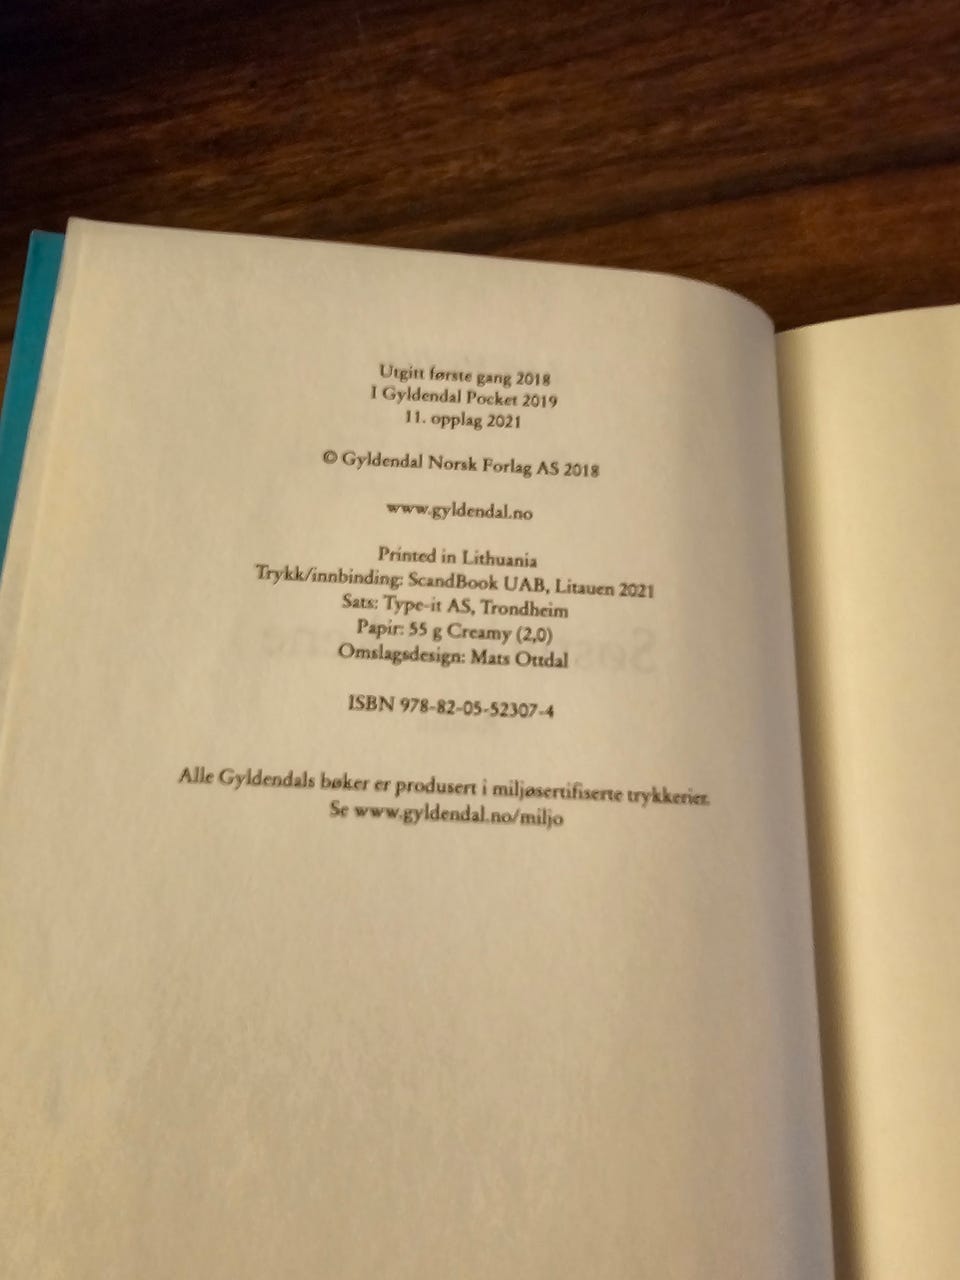 Utgitt første gang 2018
I Gyldendal Pocket 2019
11. opplag 2021
© Gyldendal Norsk Forlag AS 2018
www.gyldendal.no
Printed in Lithuania
Trykk/innbinding: ScandBook UAB, Litauen 2021
Sats: Type-it AS, Trondheim
Papir: 55 g Creamy (2,0)
Omslagsdesign: Mats Ottdal
ISBN 978-82-05-52307-4
Alle Gyldendals bøker er produsert i miljøsertifiserte trykkerier.
Se www.gyldendal.no/miljo